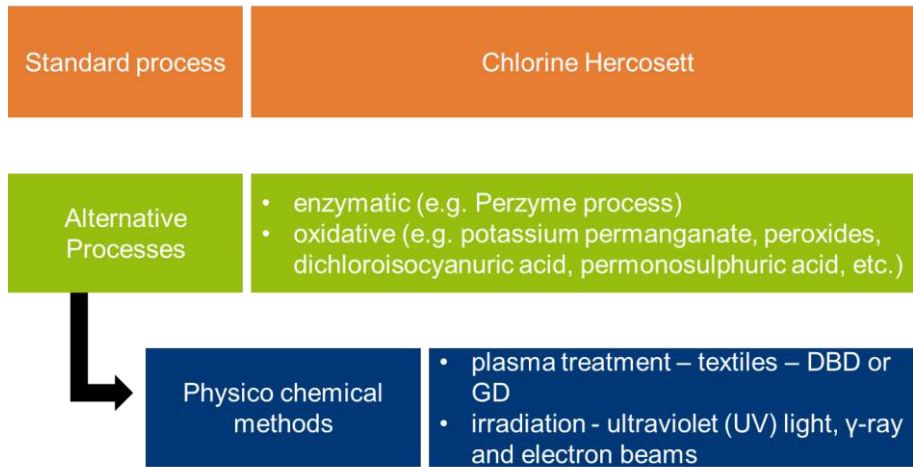 Standard process
Chlorine Hercosett
Alternative
Processes
• enzymatic (e.g. Perzyme process)
• oxidative (e.g. potassium permanganate, peroxides,
dichloroisocyanuric acid, permonosulphuric acid, etc.)
Physico chemical
methods
• plasma treatment – textiles – DBD or
GD
• irradiation - ultraviolet (UV) light, γ-ray
and electron beams